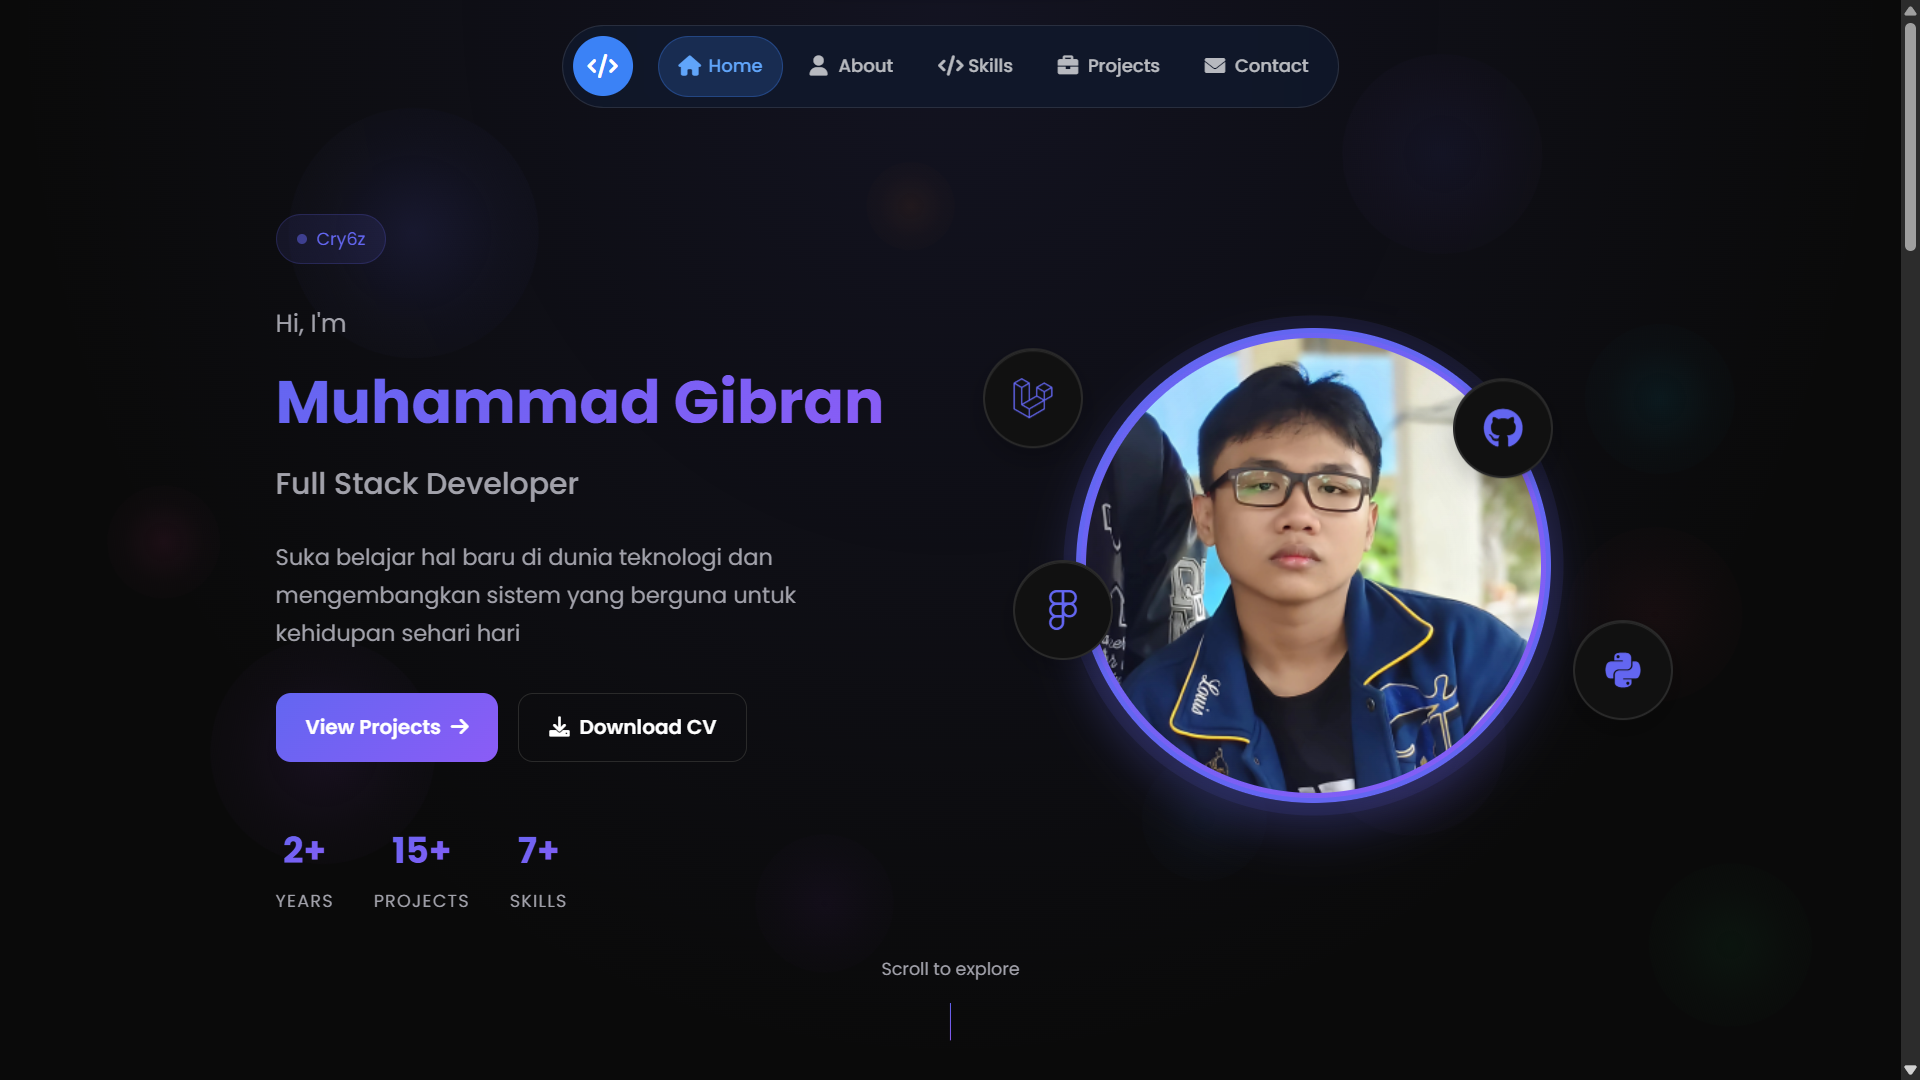 Home
About
Skills
Projects
Contact
Cry6z
Hi, I'm
Muhammad Gibran
Full Stack Developer
Suka belajar hal baru di dunia teknologi dan
mengembangkan sistem yang berguna untuk
kehidupan sehari hari
View Projects
Download CV
2+
YEARS
15+
PROJECTS
7+
SKILLS
Louis
Scroll to explore